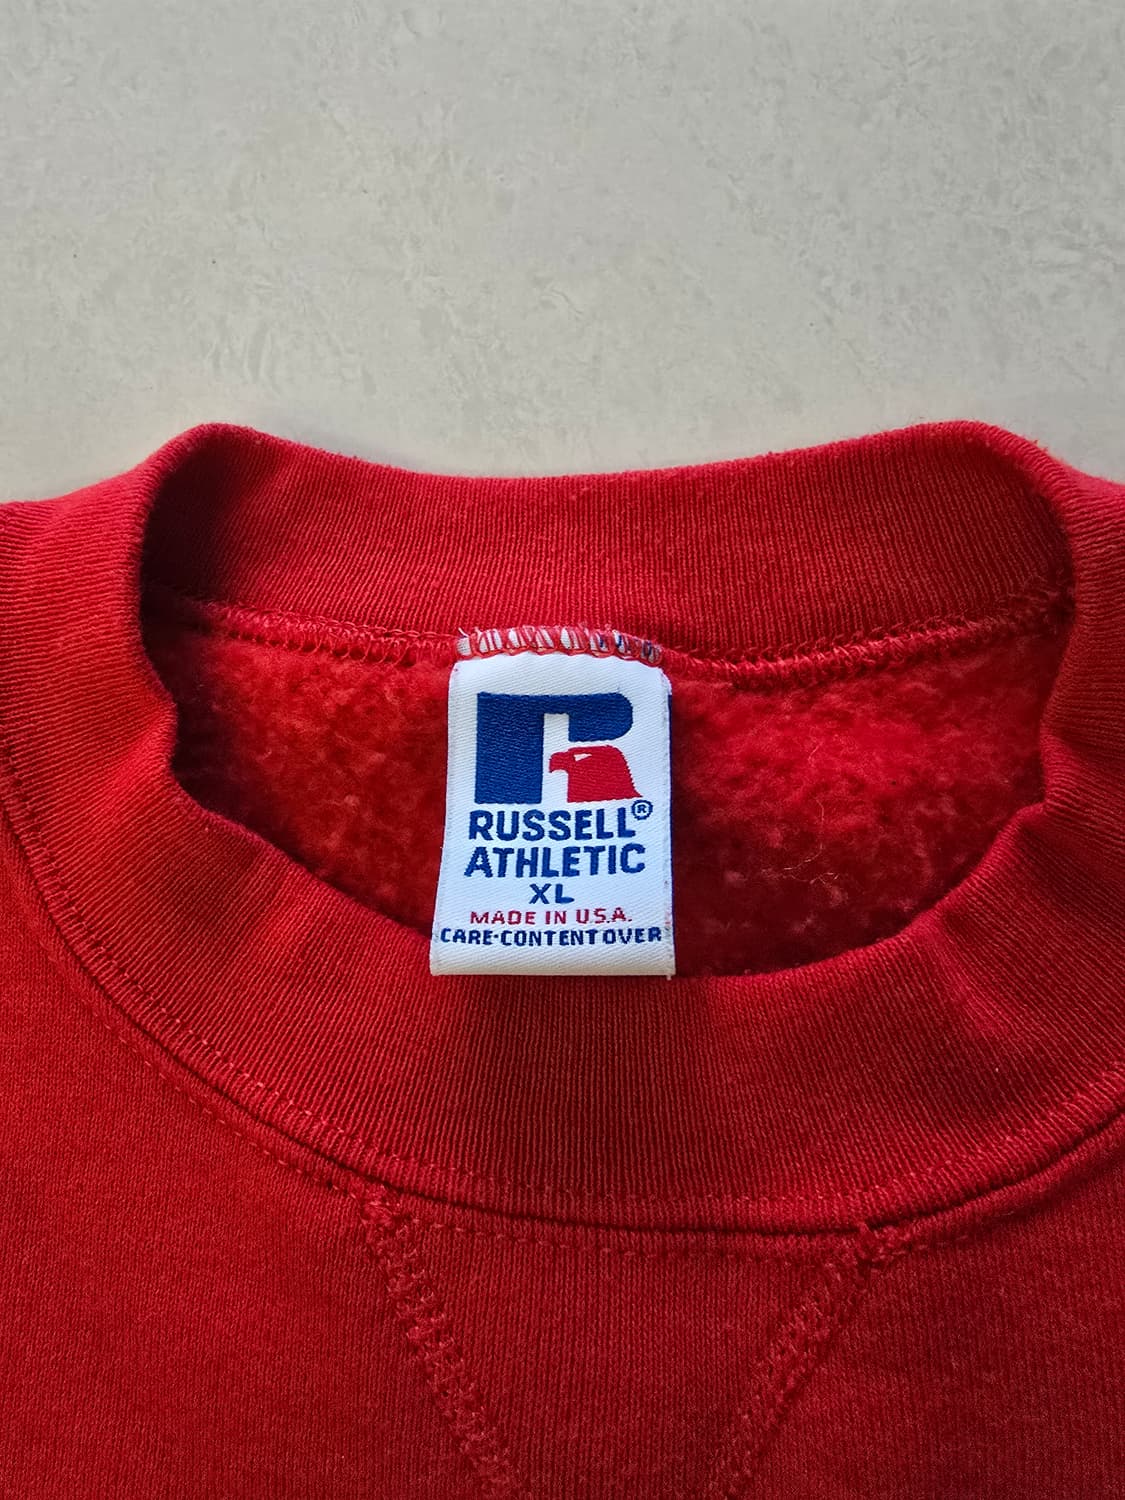 R
RUSSELL®
ATHLETIC
XL
MADE IN U.S.A.
CARE·CONTENT OVER